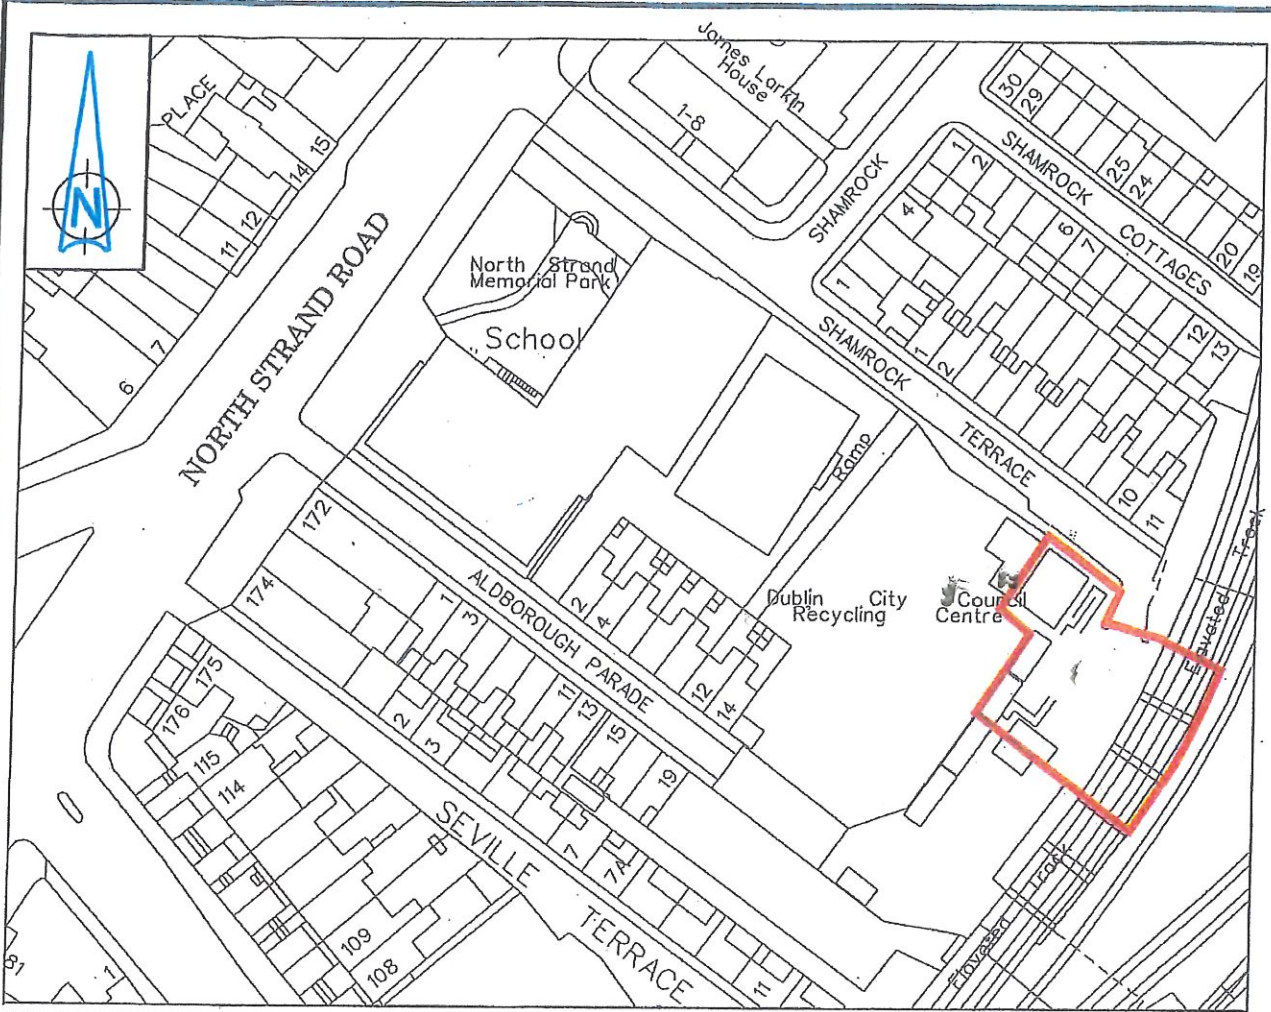 N
PLACE
15
14
12
11
7
6
NORTH STRAND ROAD
James Larkin
House
1-8
North Strand
Memorial Park
School
SHAMROCK
SHAMROCK
COTTAGES
30
29
25
24
20
19
1
2
4
6
7
12
13
1
1
2
10
11
SHAMROCK
TERRACE
Ramp
Dublin City Council
Recycling Centre
Elevated Track
Elevated Track
172
174
1
3
ALDBOROUGH PARADE
2
4
12
14
11
13
15
19
175
176
115
114
109
108
2
3
7
7A
11
SEVILLE
TERRACE
81
1